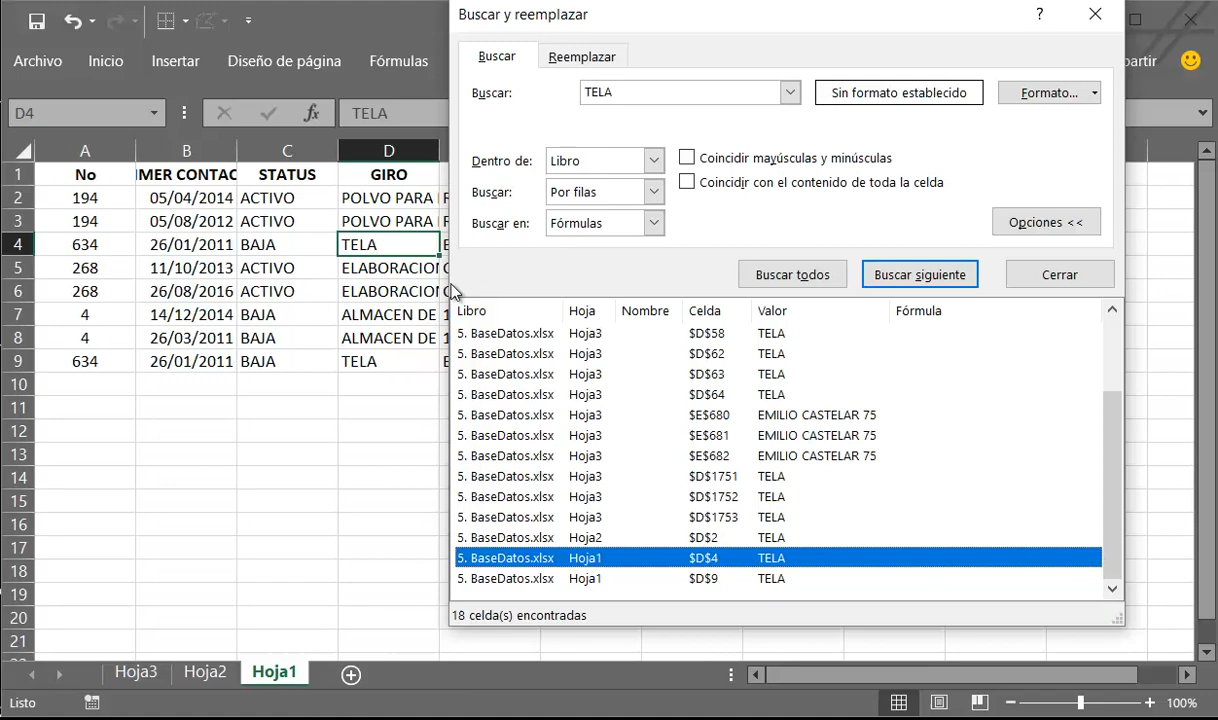 Buscar y reemplazar
?
Archivo Inicio Insertar Diseño de página Fórmulas
Buscar Reemplazar
Buscar: TELA Sin formato establecido Formato...
D4 fx TELA
Dentro de: Libro Coincidir mayúsculas y minúsculas
Buscar: Por filas Coincidir con el contenido de toda la celda
Buscar en: Fórmulas Opciones <<
Buscar todos Buscar siguiente Cerrar
A B C D
1 No IMER CONTAC STATUS GIRO
2 194 05/04/2014 ACTIVO POLVO PARA
3 194 05/08/2012 ACTIVO POLVO PARA
4 634 26/01/2011 BAJA TELA
5 268 11/10/2013 ACTIVO ELABORACION
6 268 26/08/2016 ACTIVO ELABORACION
7 4 14/12/2014 BAJA ALMACEN DE
8 4 26/03/2011 BAJA ALMACEN DE
9 634 26/01/2011 BAJA TELA
10
11
12
13
14
15
16
17
18
19
20
21
Libro Hoja Nombre Celda Valor Fórmula
5. BaseDatos.xlsx Hoja3 $D$58 TELA
5. BaseDatos.xlsx Hoja3 $D$62 TELA
5. BaseDatos.xlsx Hoja3 $D$63 TELA
5. BaseDatos.xlsx Hoja3 $D$64 TELA
5. BaseDatos.xlsx Hoja3 $E$680 EMILIO CASTELAR 75
5. BaseDatos.xlsx Hoja3 $E$681 EMILIO CASTELAR 75
5. BaseDatos.xlsx Hoja3 $E$682 EMILIO CASTELAR 75
5. BaseDatos.xlsx Hoja3 $D$1751 TELA
5. BaseDatos.xlsx Hoja3 $D$1752 TELA
5. BaseDatos.xlsx Hoja3 $D$1753 TELA
5. BaseDatos.xlsx Hoja2 $D$2 TELA
5. BaseDatos.xlsx Hoja1 $D$4 TELA
5. BaseDatos.xlsx Hoja1 $D$9 TELA
18 celda(s) encontradas
Hoja3 Hoja2 Hoja1
Listo 100%